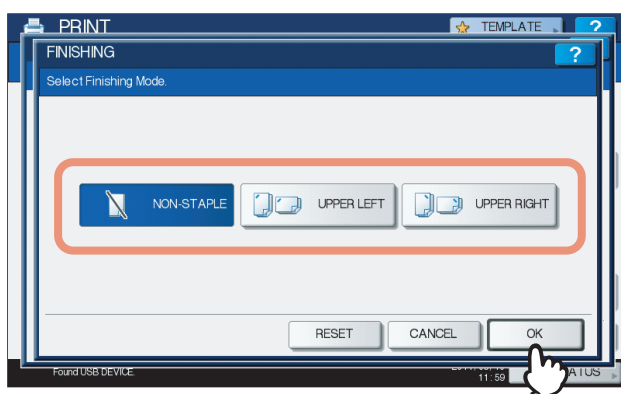 PRINT
TEMPLATE
?
FINISHING
?
Select Finishing Mode.
NON-STAPLE
UPPER LEFT
UPPER RIGHT
RESET
CANCEL
OK
Found USB DEVICE.
11:59